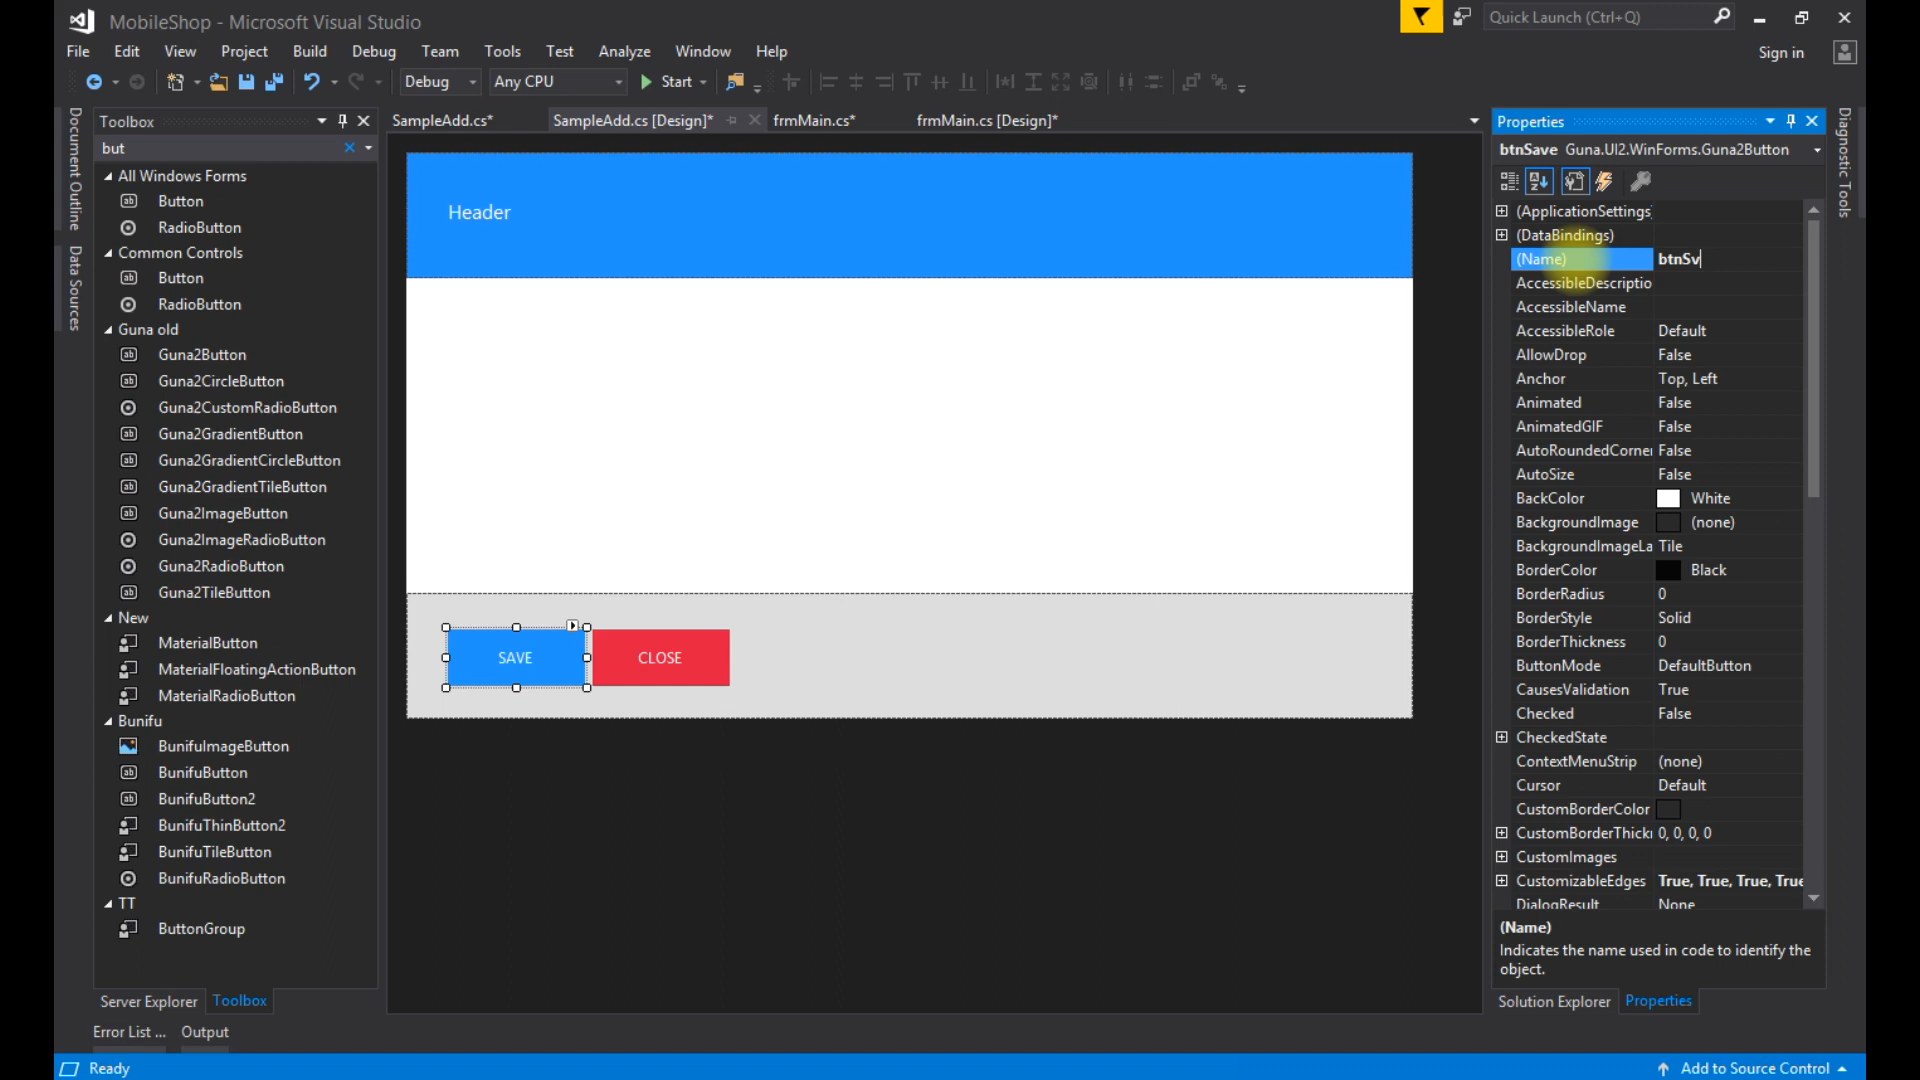 MobileShop - Microsoft Visual Studio
Quick Launch (Ctrl+Q)
File Edit View Project Build Debug Team Tools Test Analyze Window Help
Sign in
Debug Any CPU Start
Document Outline
Data Sources
Toolbox
but
All Windows Forms
Button
RadioButton
Common Controls
Button
RadioButton
Guna old
Guna2Button
Guna2CircleButton
Guna2CustomRadioButton
Guna2GradientButton
Guna2GradientCircleButton
Guna2GradientTileButton
Guna2ImageButton
Guna2ImageRadioButton
Guna2RadioButton
Guna2TileButton
New
MaterialButton
MaterialFloatingActionButton
MaterialRadioButton
Bunifu
BunifuImageButton
BunifuButton
BunifuButton2
BunifuThinButton2
BunifuTileButton
BunifuRadioButton
TT
ButtonGroup
Server Explorer Toolbox
Error List ... Output
SampleAdd.cs* SampleAdd.cs [Design]* frmMain.cs* frmMain.cs [Design]*
Header
SAVE CLOSE
Properties
btnSave Guna.UI2.WinForms.Guna2Button
(ApplicationSettings
(DataBindings)
(Name) btnSv
AccessibleDescriptio
AccessibleName
AccessibleRole Default
AllowDrop False
Anchor Top, Left
Animated False
AnimatedGIF False
AutoRoundedCorner False
AutoSize False
BackColor White
BackgroundImage (none)
BackgroundImageLa Tile
BorderColor Black
BorderRadius 0
BorderStyle Solid
BorderThickness 0
ButtonMode DefaultButton
CausesValidation True
Checked False
CheckedState
ContextMenuStrip (none)
Cursor Default
CustomBorderColor
CustomBorderThick 0, 0, 0, 0
CustomImages
CustomizableEdges True, True, True, True
DialogResult None
(Name)
Indicates the name used in code to identify the
object.
Solution Explorer Properties
Diagnostic Tools
Ready
Add to Source Control